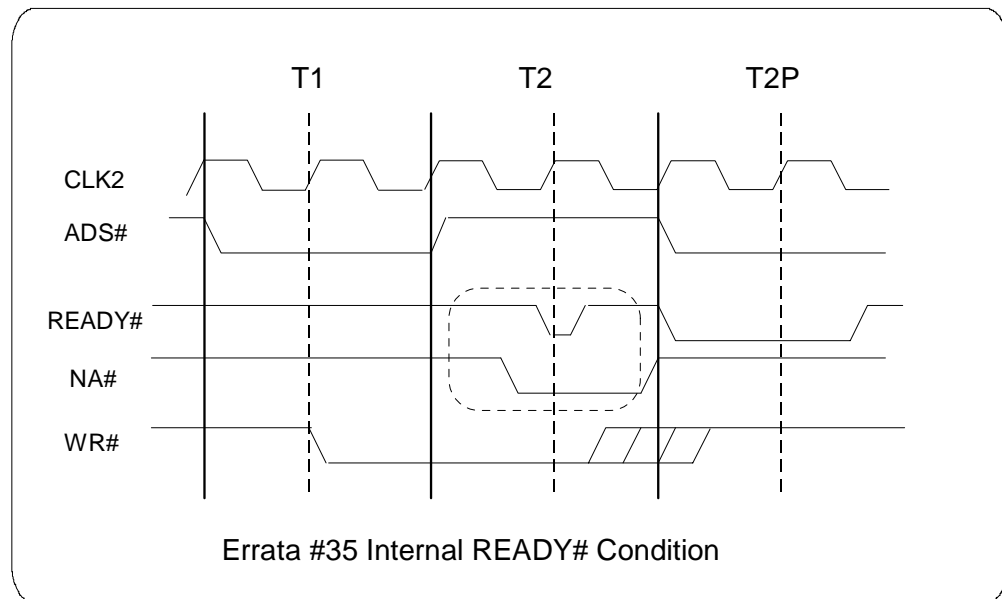 T1 T2 T2P
CLK2
ADS#
READY#
NA#
WR#
Errata #35 Internal READY# Condition